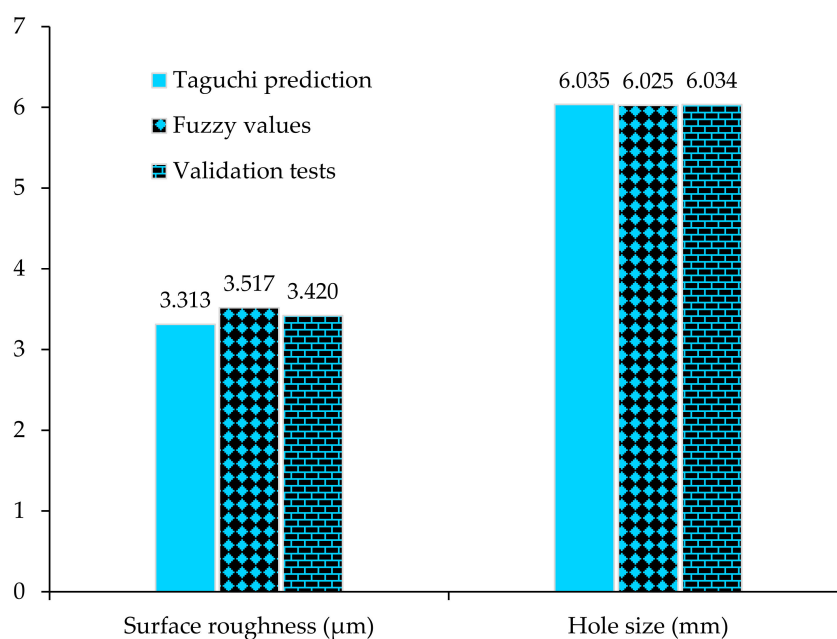 7
6
5
4
3
2
1
0
Taguchi prediction
Fuzzy values
Validation tests
3.313
3.517
3.420
6.035
6.025
6.034
Surface roughness (µm)
Hole size (mm)